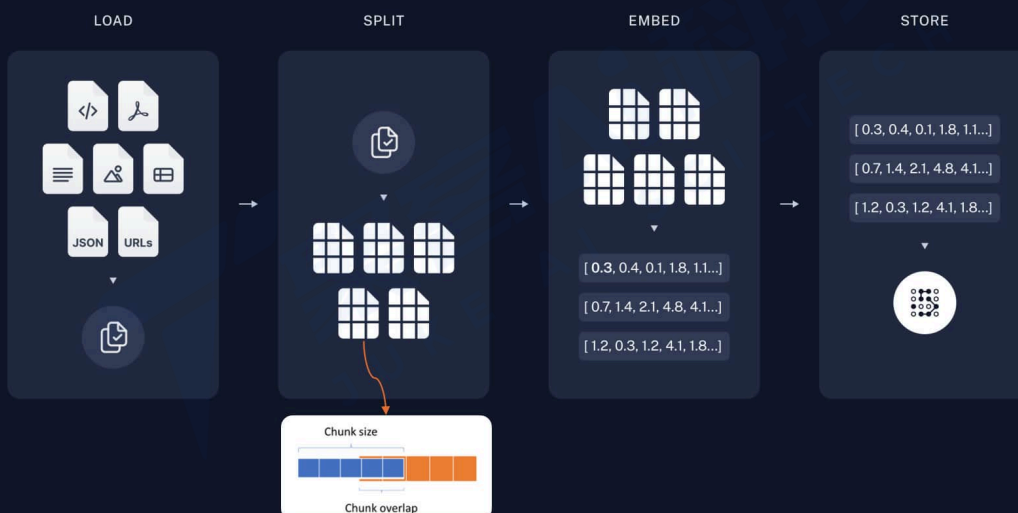 LOAD
SPLIT
EMBED
STORE
</>
JSON
URLs
[ 0.3, 0.4, 0.1, 1.8, 1.1...]
[ 0.7, 1.4, 2.1, 4.8, 4.1...]
[ 1.2, 0.3, 1.2, 4.1, 1.8...]
[ 0.3, 0.4, 0.1, 1.8, 1.1...]
[ 0.7, 1.4, 2.1, 4.8, 4.1...]
[ 1.2, 0.3, 1.2, 4.1, 1.8...]
Chunk size
Chunk overlap